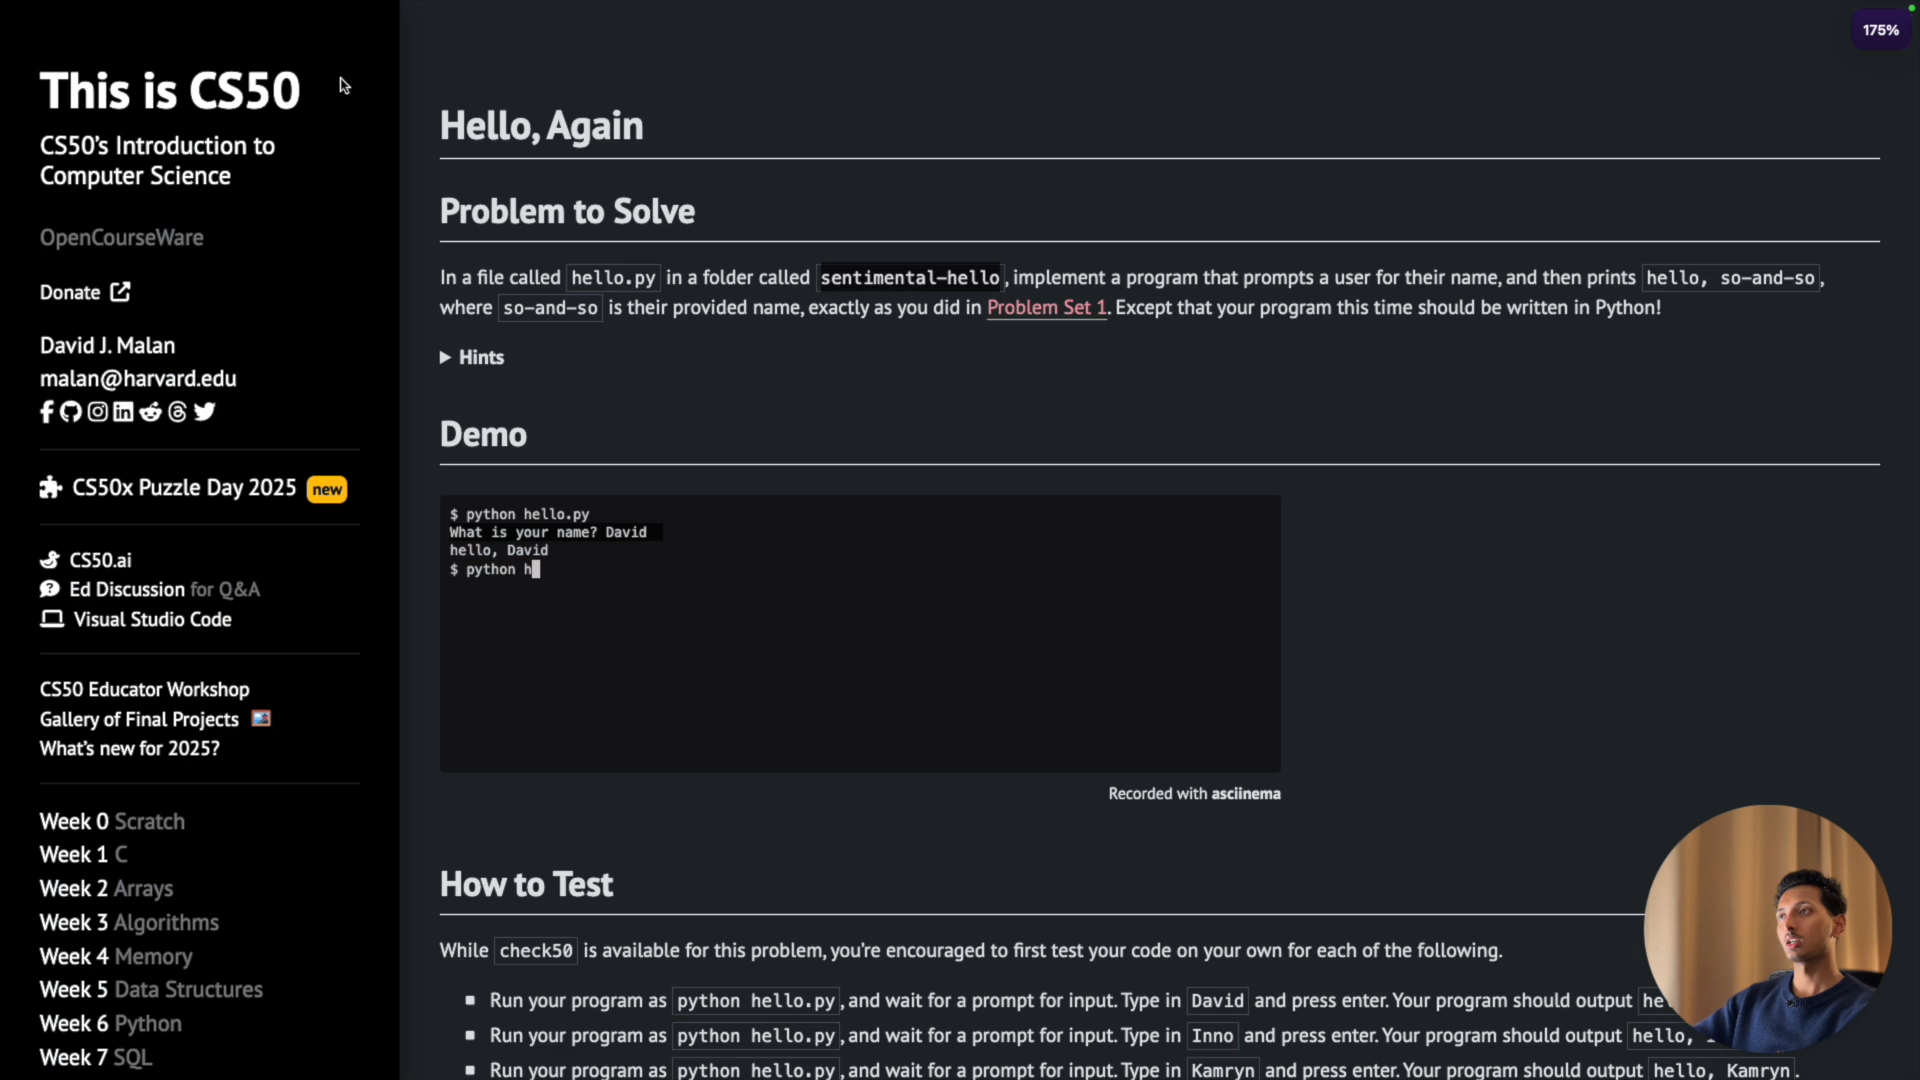 175%
This is CS50
CS50's Introduction to
Computer Science
OpenCourseWare
Donate
David J. Malan
malan@harvard.edu
CS50x Puzzle Day 2025 new
CS50.ai
Ed Discussion for Q&A
Visual Studio Code
CS50 Educator Workshop
Gallery of Final Projects
What's new for 2025?
Week 0 Scratch
Week 1 C
Week 2 Arrays
Week 3 Algorithms
Week 4 Memory
Week 5 Data Structures
Week 6 Python
Week 7 SQL
Hello, Again
Problem to Solve
In a file called hello.py in a folder called sentimental-hello, implement a program that prompts a user for their name, and then prints hello, so-and-so,
where so-and-so is their provided name, exactly as you did in Problem Set 1. Except that your program this time should be written in Python!
Hints
Demo
$ python hello.py
What is your name? David
hello, David
$ python h
Recorded with asciinema
How to Test
While check50 is available for this problem, you're encouraged to first test your code on your own for each of the following.
Run your program as python hello.py, and wait for a prompt for input. Type in David and press enter. Your program should output
Run your program as python hello.py, and wait for a prompt for input. Type in Inno and press enter. Your program should output hello,
Run your program as python hello.py, and wait for a prompt for input. Type in Kamryn and press enter. Your program should output hello, Kamryn.